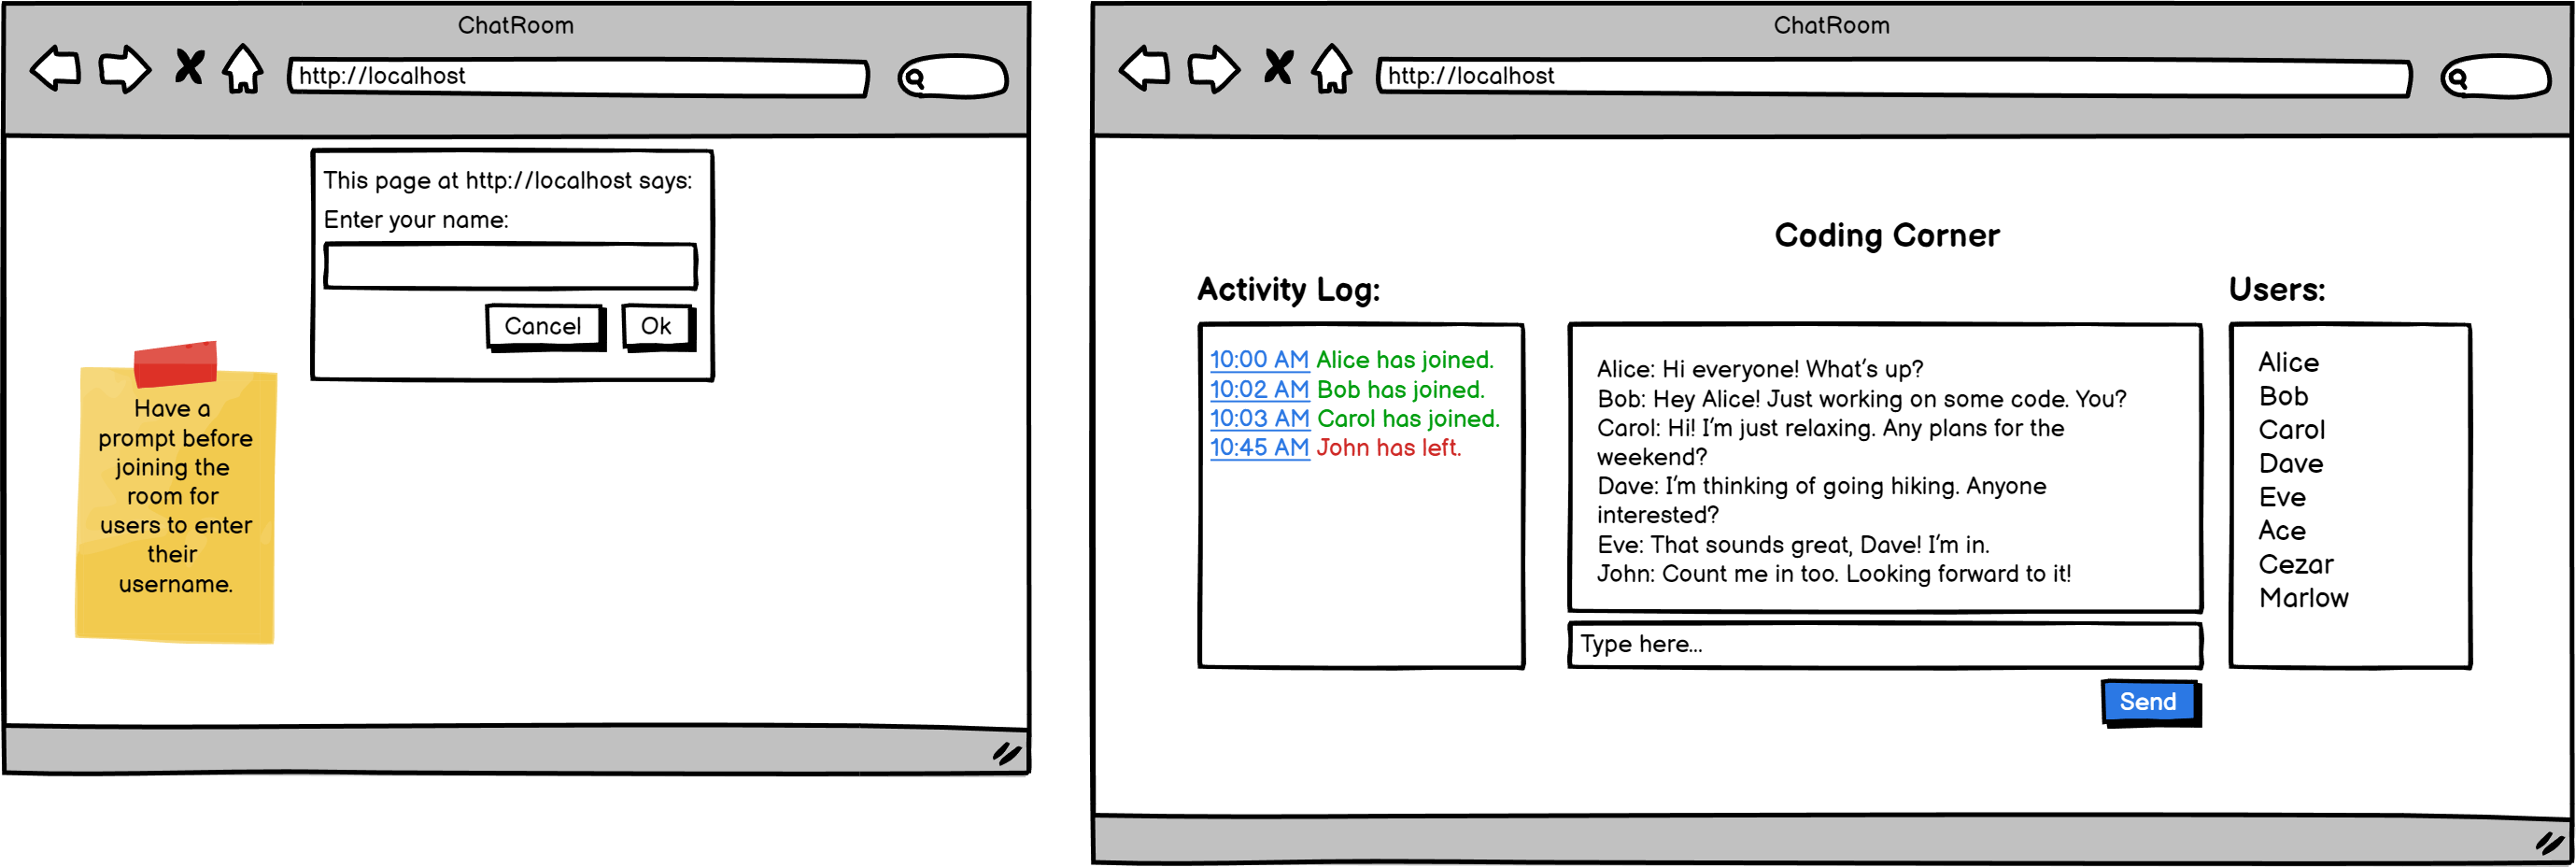 ChatRoom
http://localhost
This page at http://localhost says:
Enter your name:
Cancel
Ok
Have a
prompt before
joining the
room for
users to enter
their
username.
ChatRoom
http://localhost
Coding Corner
Activity Log:
10:00 AM Alice has joined.
10:02 AM Bob has joined.
10:03 AM Carol has joined.
10:45 AM John has left.
Alice: Hi everyone! What's up?
Bob: Hey Alice! Just working on some code. You?
Carol: Hi! I'm just relaxing. Any plans for the
weekend?
Dave: I'm thinking of going hiking. Anyone
interested?
Eve: That sounds great, Dave! I'm in.
John: Count me in too. Looking forward to it!
Type here...
Send
Users:
Alice
Bob
Carol
Dave
Eve
Ace
Cezar
Marlow